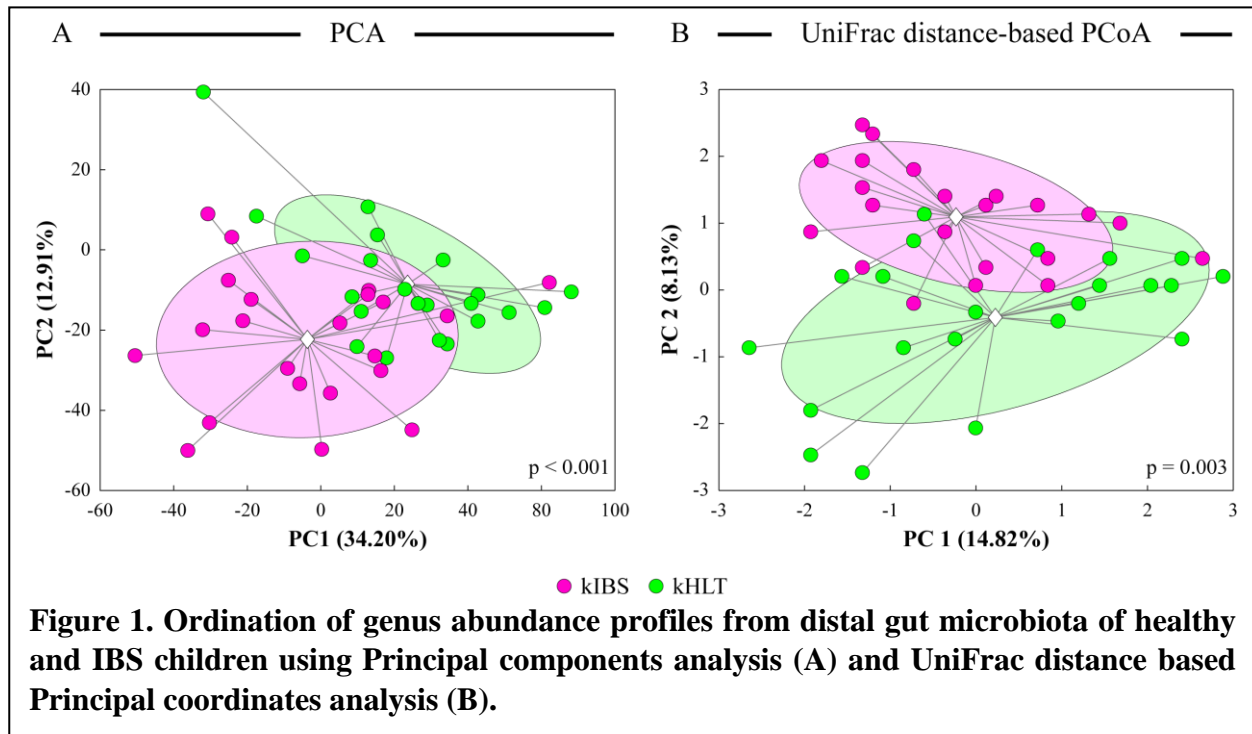 A PCA B UniFrac distance-based PCoA
40
20
0
-20
-40
-60
PC2 (12.91%)
-60 -40 -20 0 20 40 60 80 100
PC1 (34.20%)
p < 0.001
3
2
1
0
-1
-2
-3
PC 2 (8.13%)
-3 -2 -1 0 1 2 3
PC 1 (14.82%)
p = 0.003
kIBS kHLT
Figure 1. Ordination of genus abundance profiles from distal gut microbiota of healthy
and IBS children using Principal components analysis (A) and UniFrac distance based
Principal coordinates analysis (B).